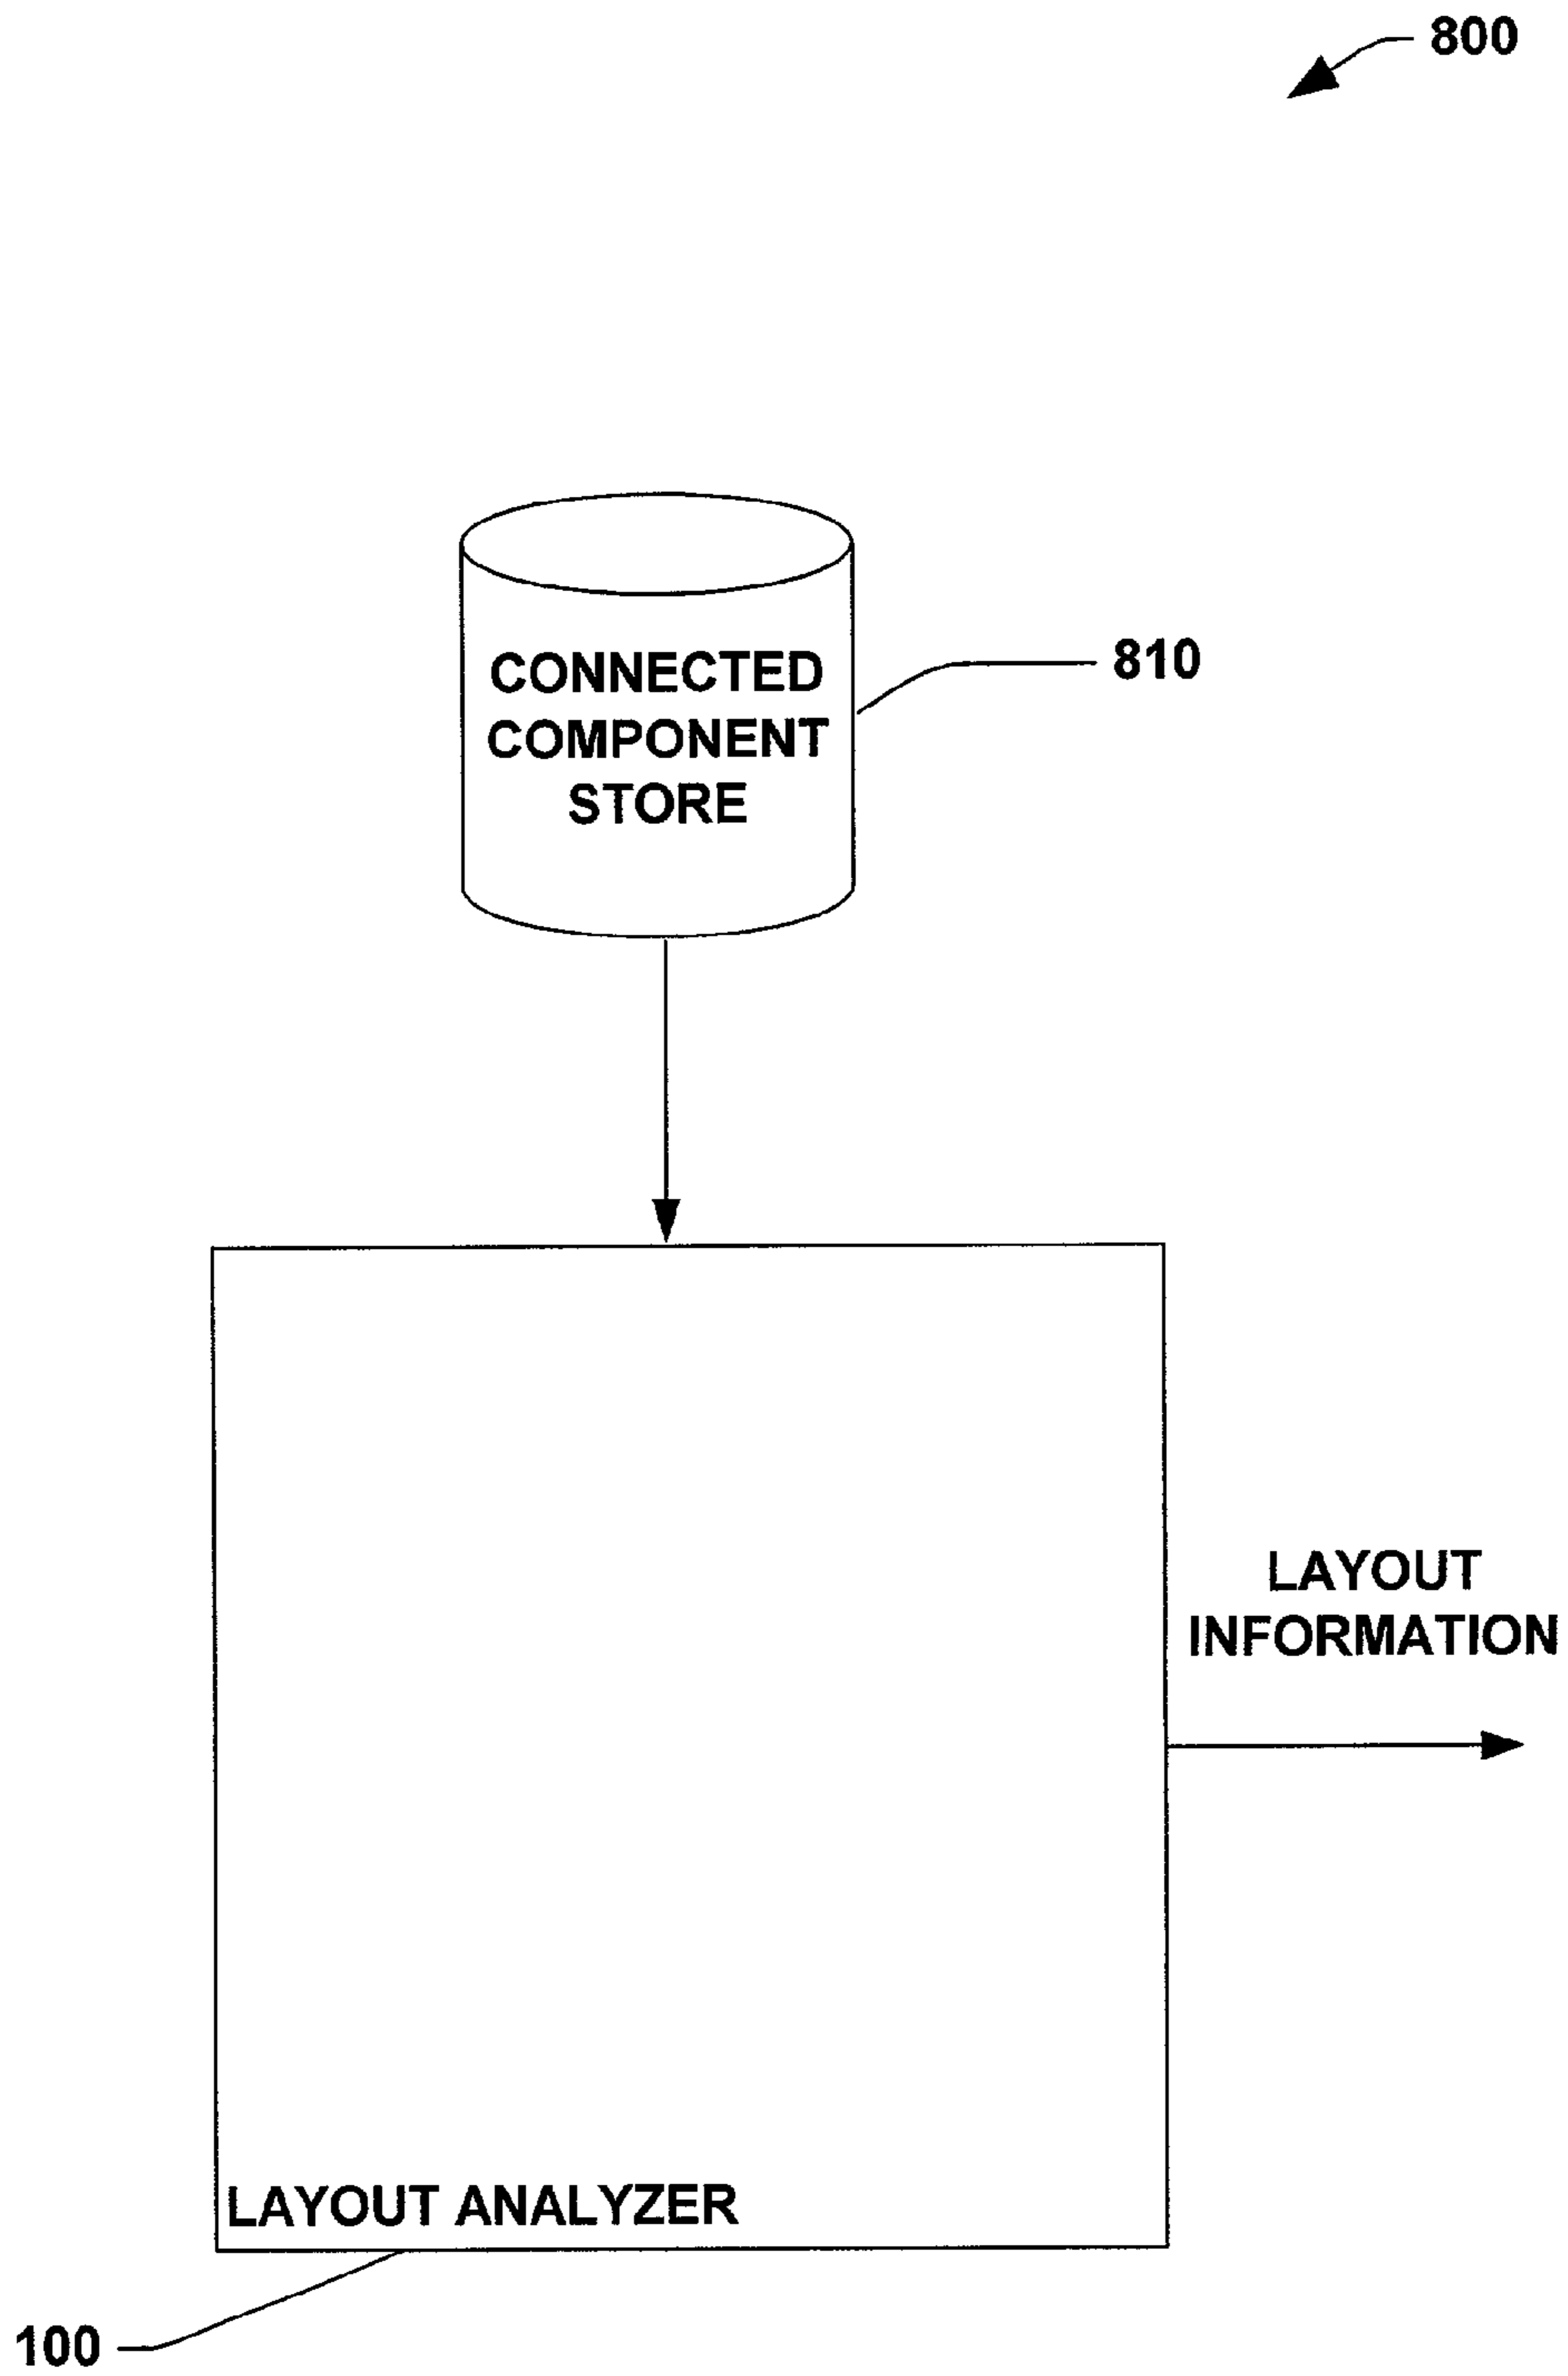 800
CONNECTED
COMPONENT
STORE
810
LAYOUT
INFORMATION
LAYOUT ANALYZER
100